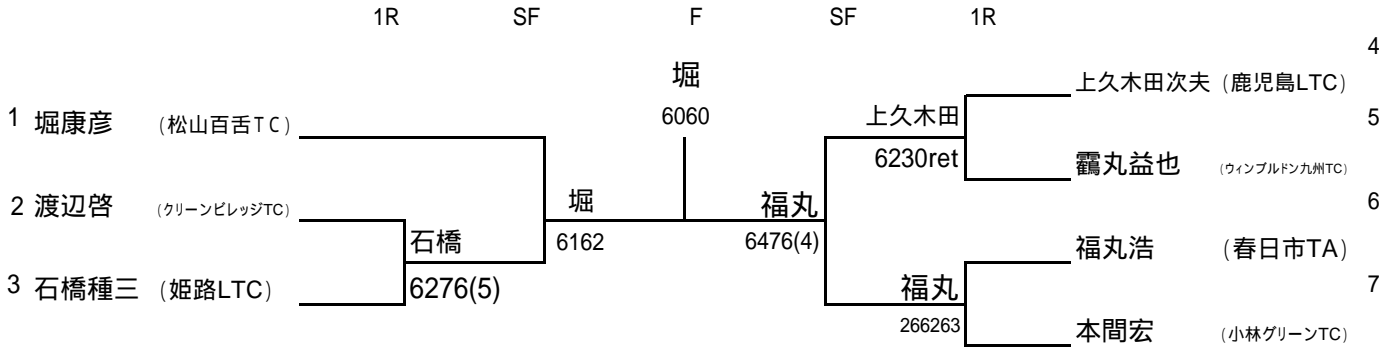 1R SF F SF 1R
4
堀
上久木田次夫 (鹿児島LTC)
1 堀康彦 (松山百舌TC)
6060
上久木田
5
6230ret
靏丸益也 (ウィンブルドン九州TC)
2 渡辺啓 (クリーンビレッジTC)
堀
福丸
6
石橋
6162
6476(4)
福丸浩 (春日市TA)
3 石橋種三 (姫路LTC)
6276(5)
福丸
7
266263
本間宏 (小林グリーンTC)